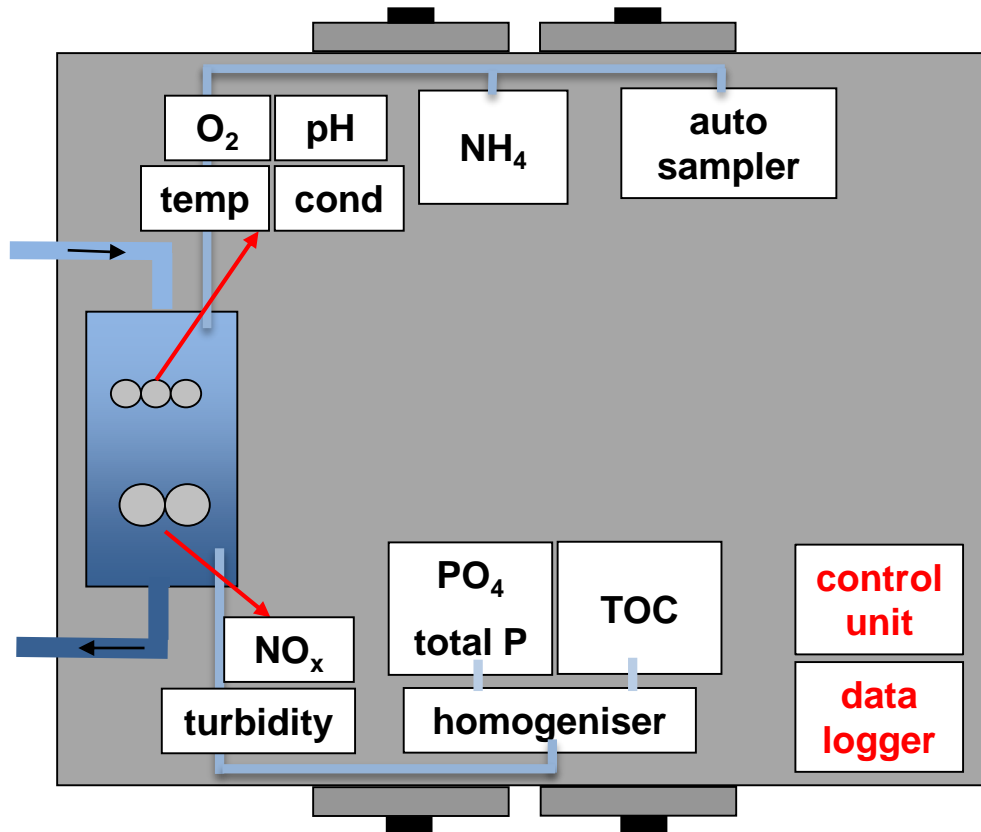 O₂
pH
NH₄
auto
sampler
temp
cond
PO₄
total P
TOC
control
unit
NOₓ
turbidity
homogeniser
data
logger